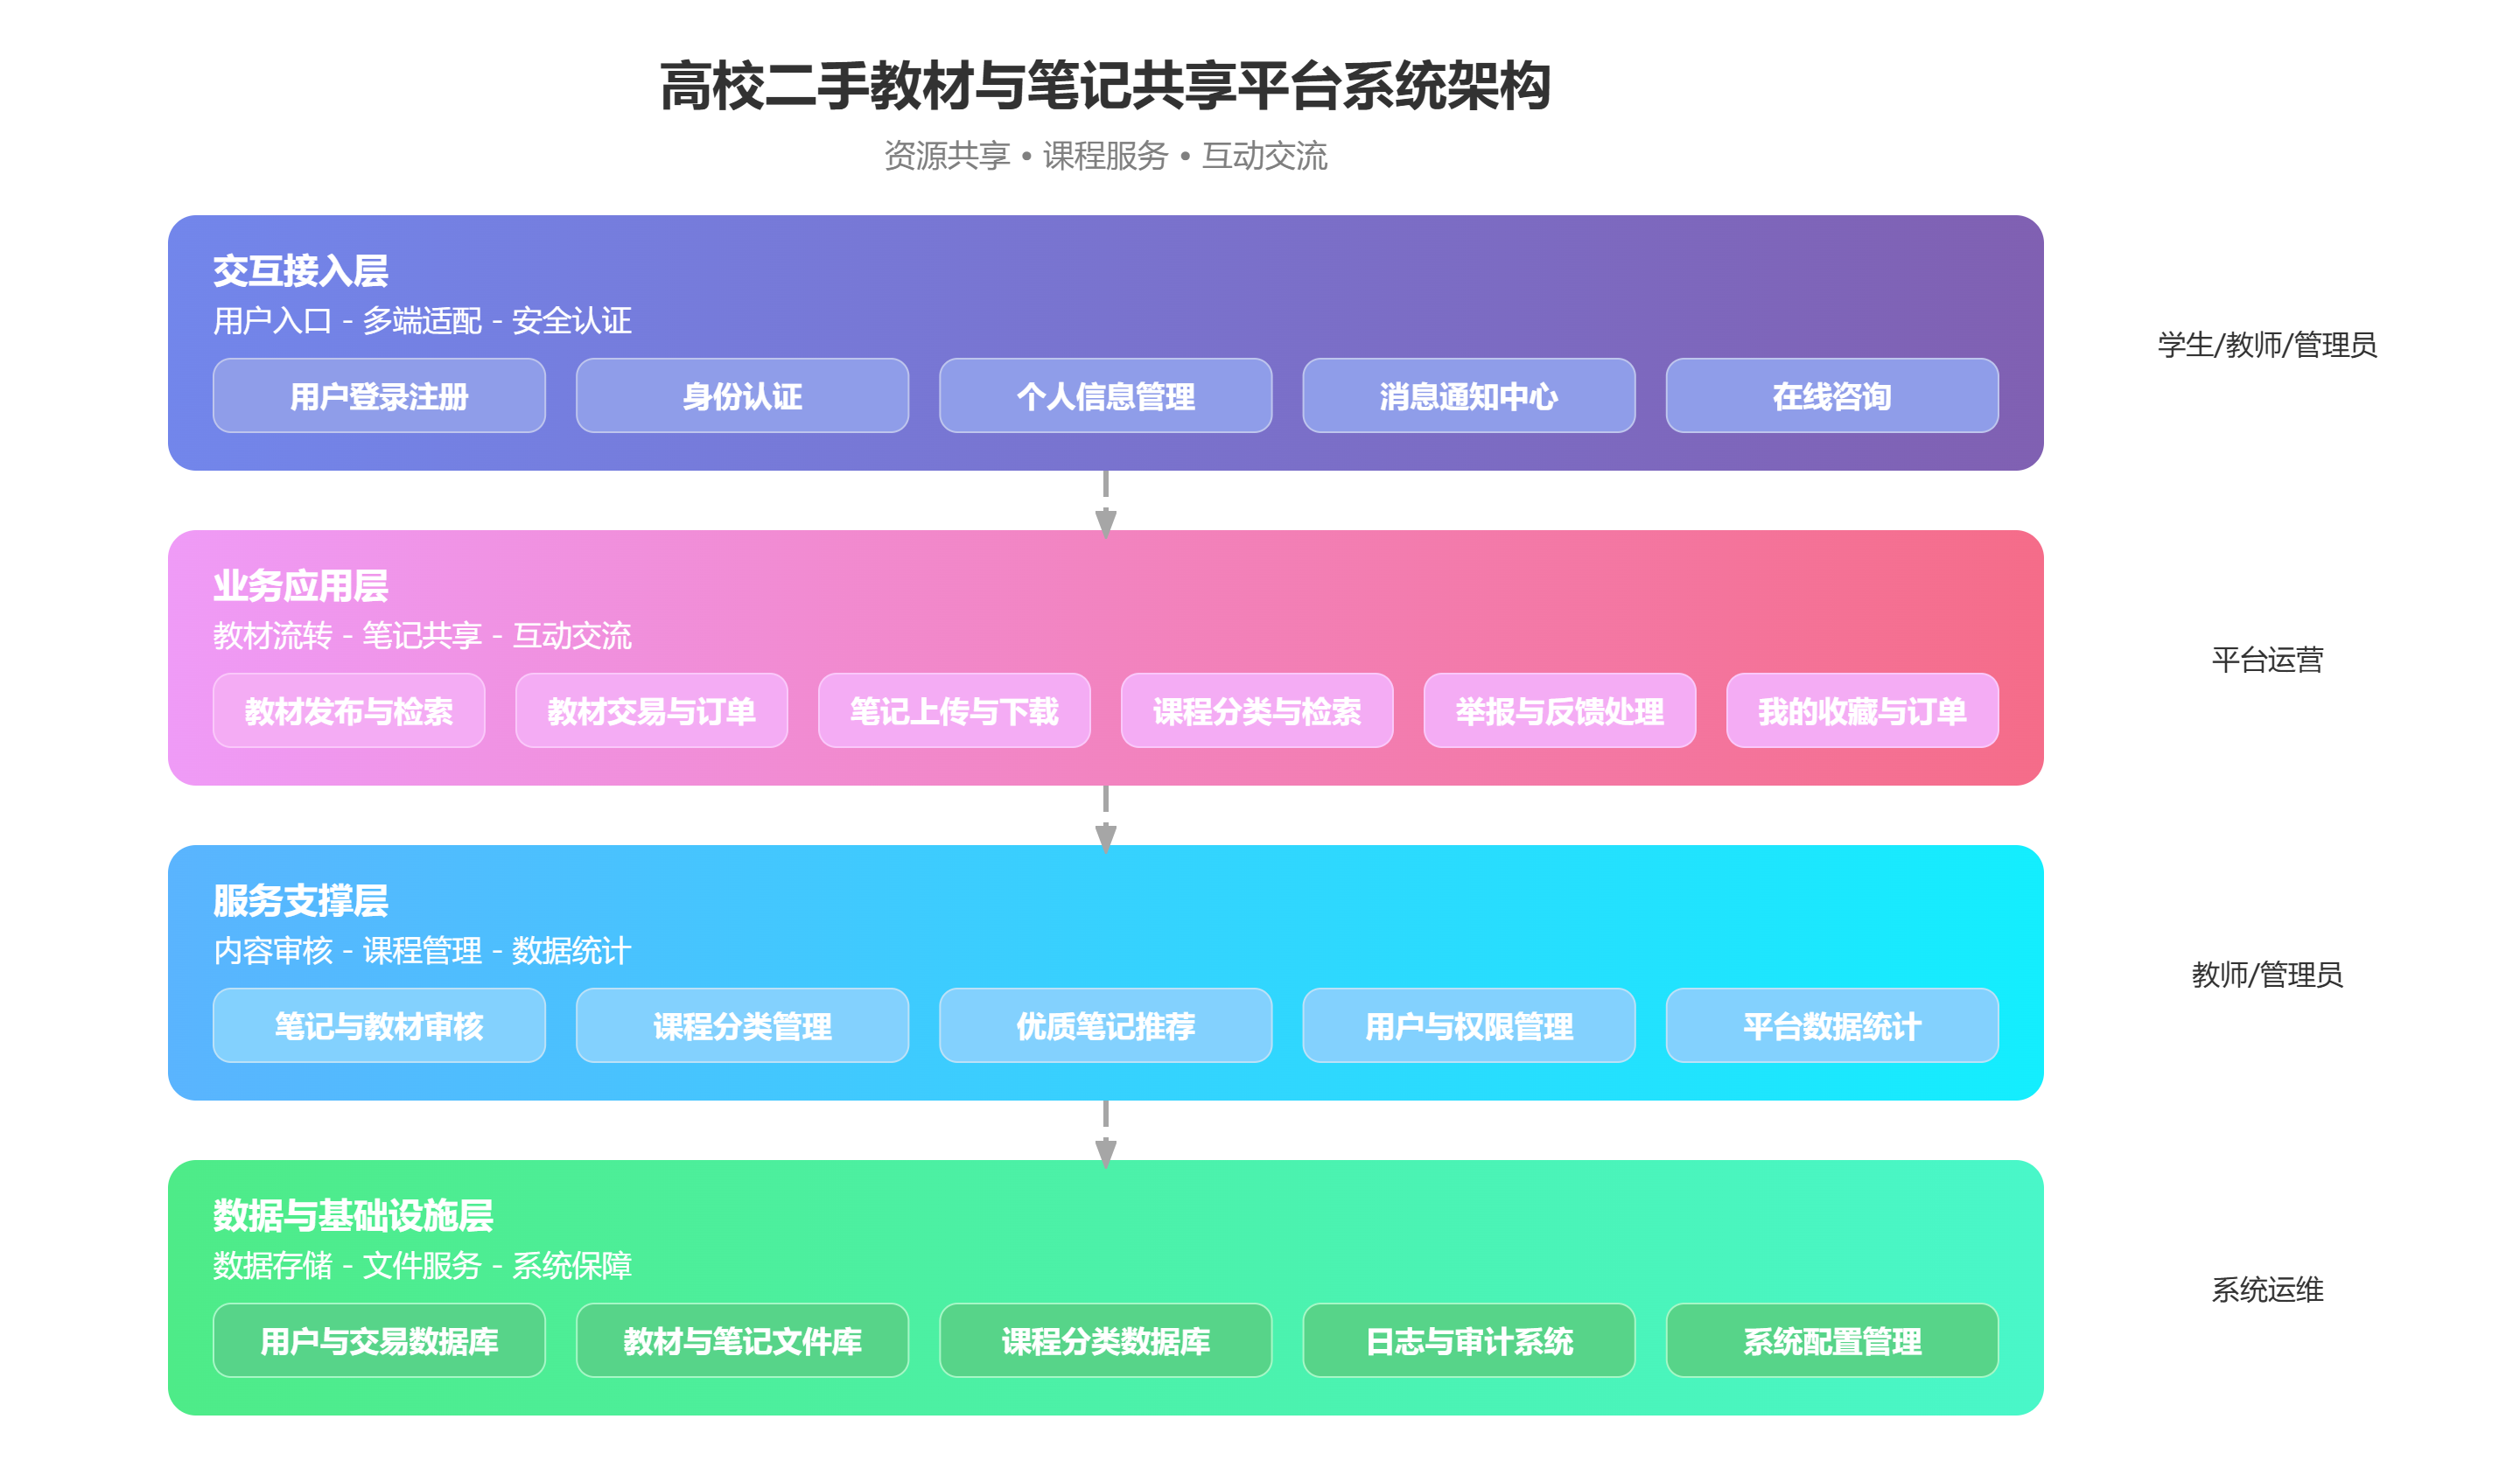 高校二手教材与笔记共享平台系统架构
资源共享 • 课程服务 • 互动交流
交互接入层
用户入口 - 多端适配 - 安全认证
用户登录注册
身份认证
个人信息管理
消息通知中心
在线咨询
学生/教师/管理员
业务应用层
教材流转 - 笔记共享 - 互动交流
教材发布与检索
教材交易与订单
笔记上传与下载
课程分类与检索
举报与反馈处理
我的收藏与订单
平台运营
服务支撑层
内容审核 - 课程管理 - 数据统计
笔记与教材审核
课程分类管理
优质笔记推荐
用户与权限管理
平台数据统计
教师/管理员
数据与基础设施层
数据存储 - 文件服务 - 系统保障
用户与交易数据库
教材与笔记文件库
课程分类数据库
日志与审计系统
系统配置管理
系统运维